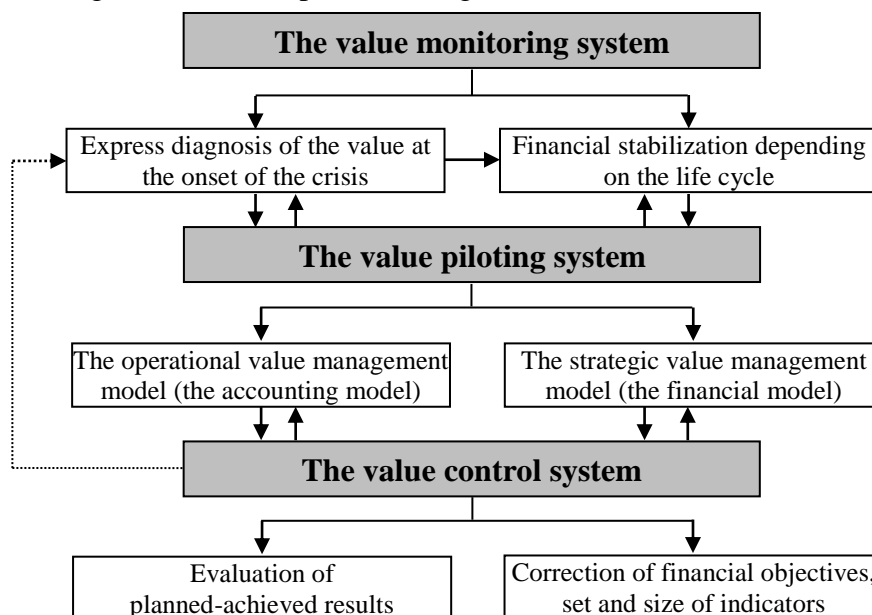 The value monitoring system
Express diagnosis of the value at
the onset of the crisis
Financial stabilization depending
on the life cycle
The value piloting system
The operational value management
model (the accounting model)
The strategic value management
model (the financial model)
The value control system
Evaluation of
planned-achieved results
Correction of financial objectives,
set and size of indicators